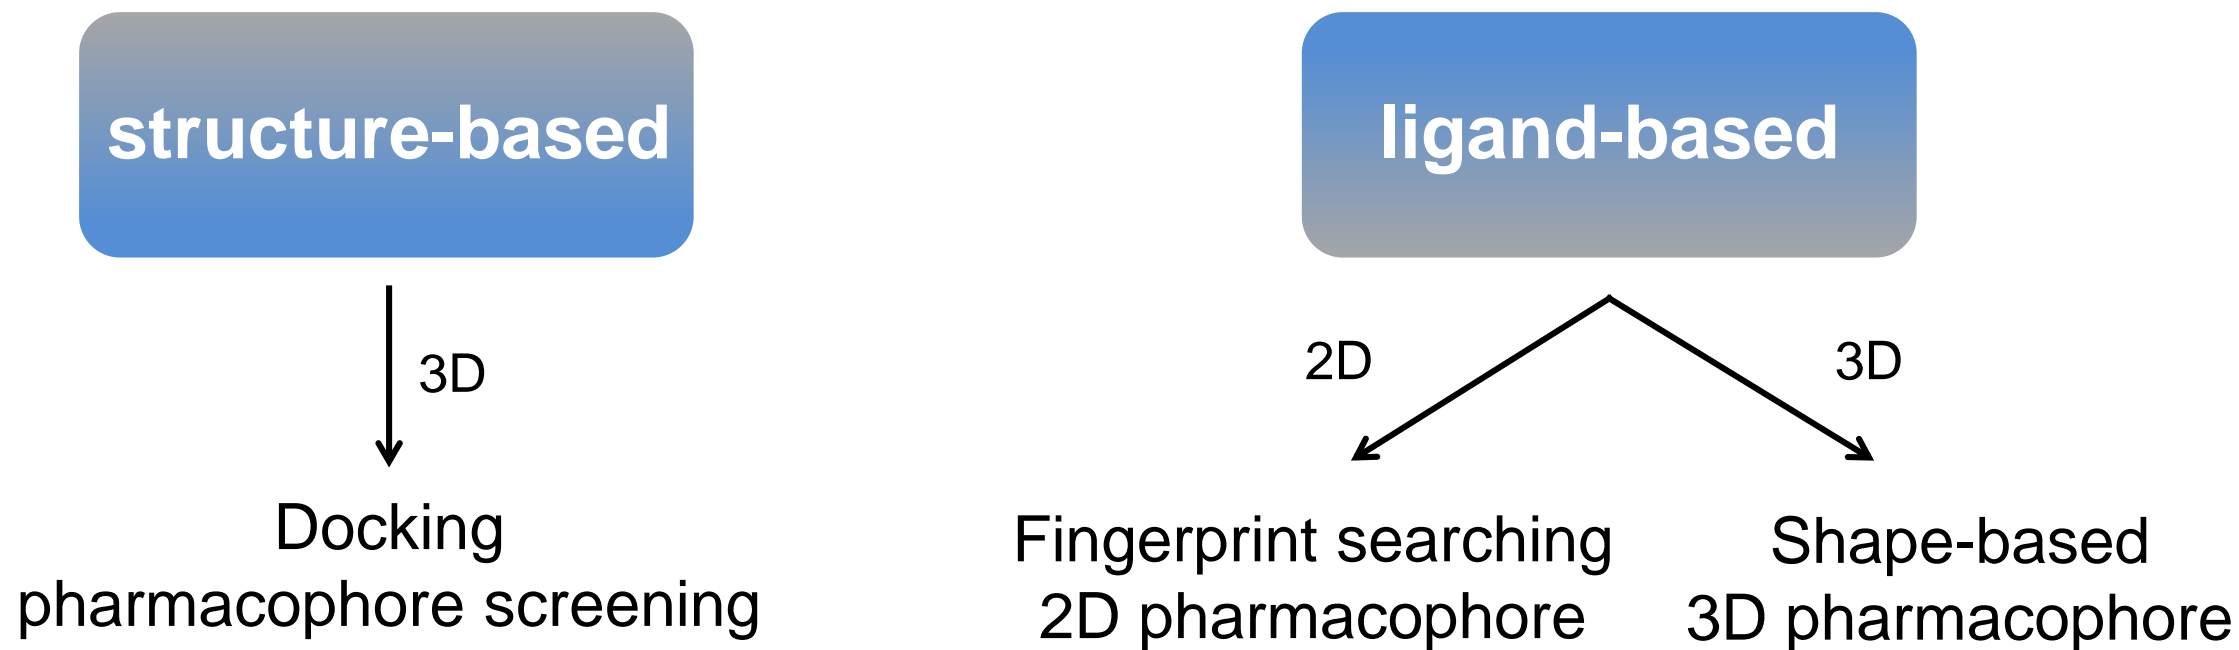 structure-based
3D
Docking
pharmacophore screening
ligand-based
2D
3D
Fingerprint searching
2D pharmacophore
Shape-based
3D pharmacophore